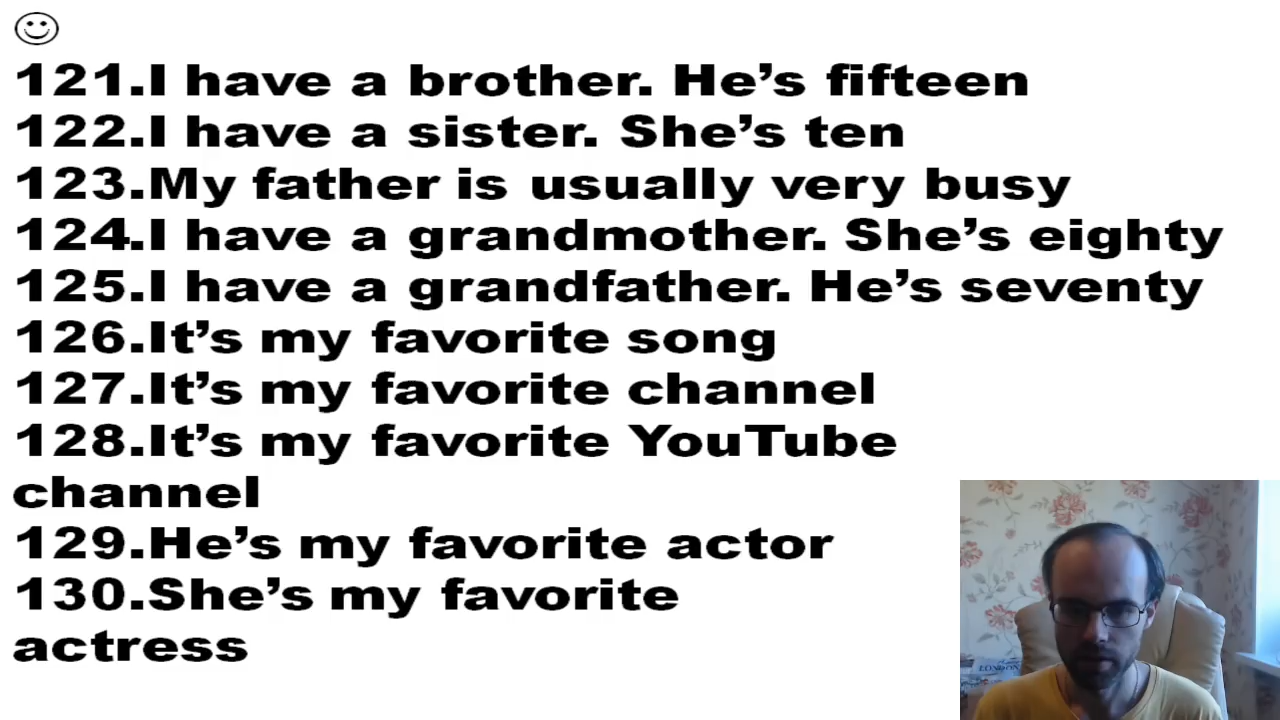 121.I have a brother. He’s fifteen
122.I have a sister. She’s ten
123.My father is usually very busy
124.I have a grandmother. She’s eighty
125.I have a grandfather. He’s seventy
126.It’s my favorite song
127.It’s my favorite channel
128.It’s my favorite YouTube
channel
129.He’s my favorite actor
130.She’s my favorite
actress
LONDON